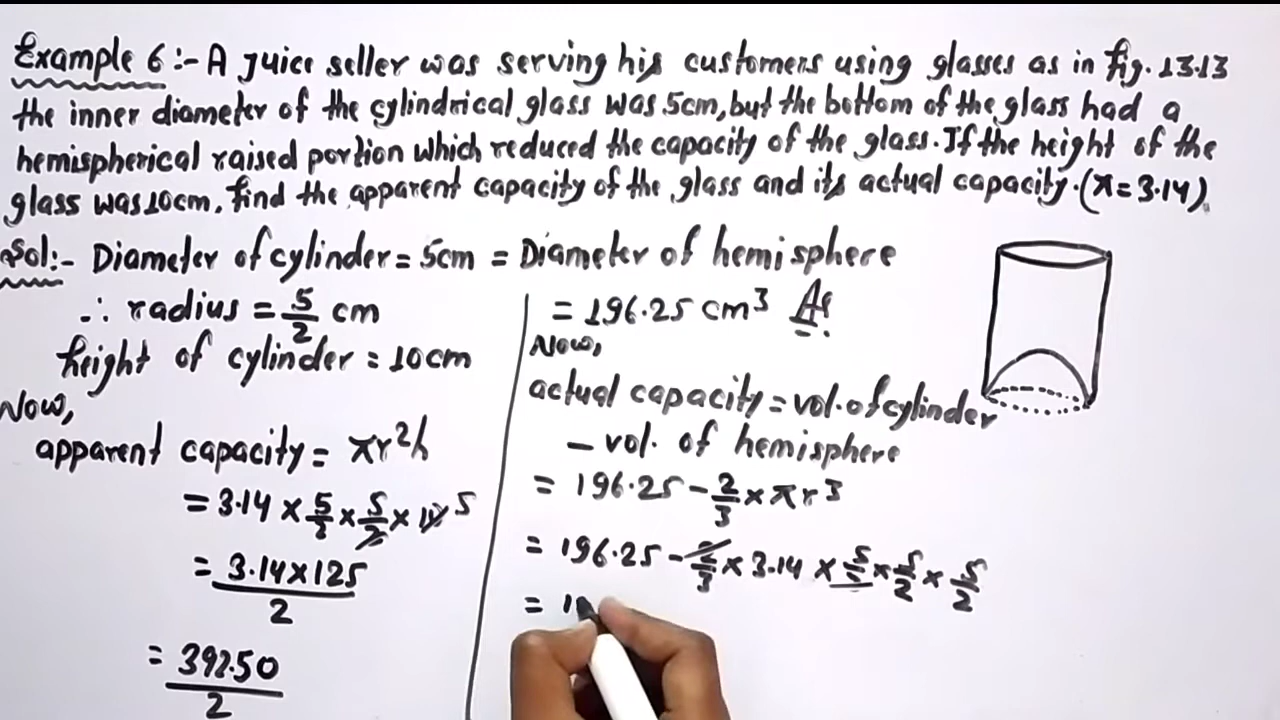 Example 6:- A Juice seller was serving his customers using glasses as in fig. 13.13
the inner diameter of the cylindrical glass was 5cm, but the bottom of the glass had a
hemispherical raised portion which reduced the capacity of the glass. If the height of the
glass was 10cm, find the apparent capacity of the glass and its actual capacity. (π = 3.14).
Sol:- Diameter of cylinder = 5cm = Diameter of hemisphere
∴ radius = 5/2 cm
height of cylinder = 10cm
Now,
apparent capacity = πr²h
= 3.14 × 5/2 × 5/2 × 10 5
= 3.14 × 125 / 2
= 392.50 / 2
= 196.25 cm³ As.
Now,
actual capacity = vol. of cylinder
- vol. of hemisphere
= 196.25 - 2/3 × πr³
= 196.25 - 2/3 × 3.14 × 5/2 × 5/2 × 5/2
= 1